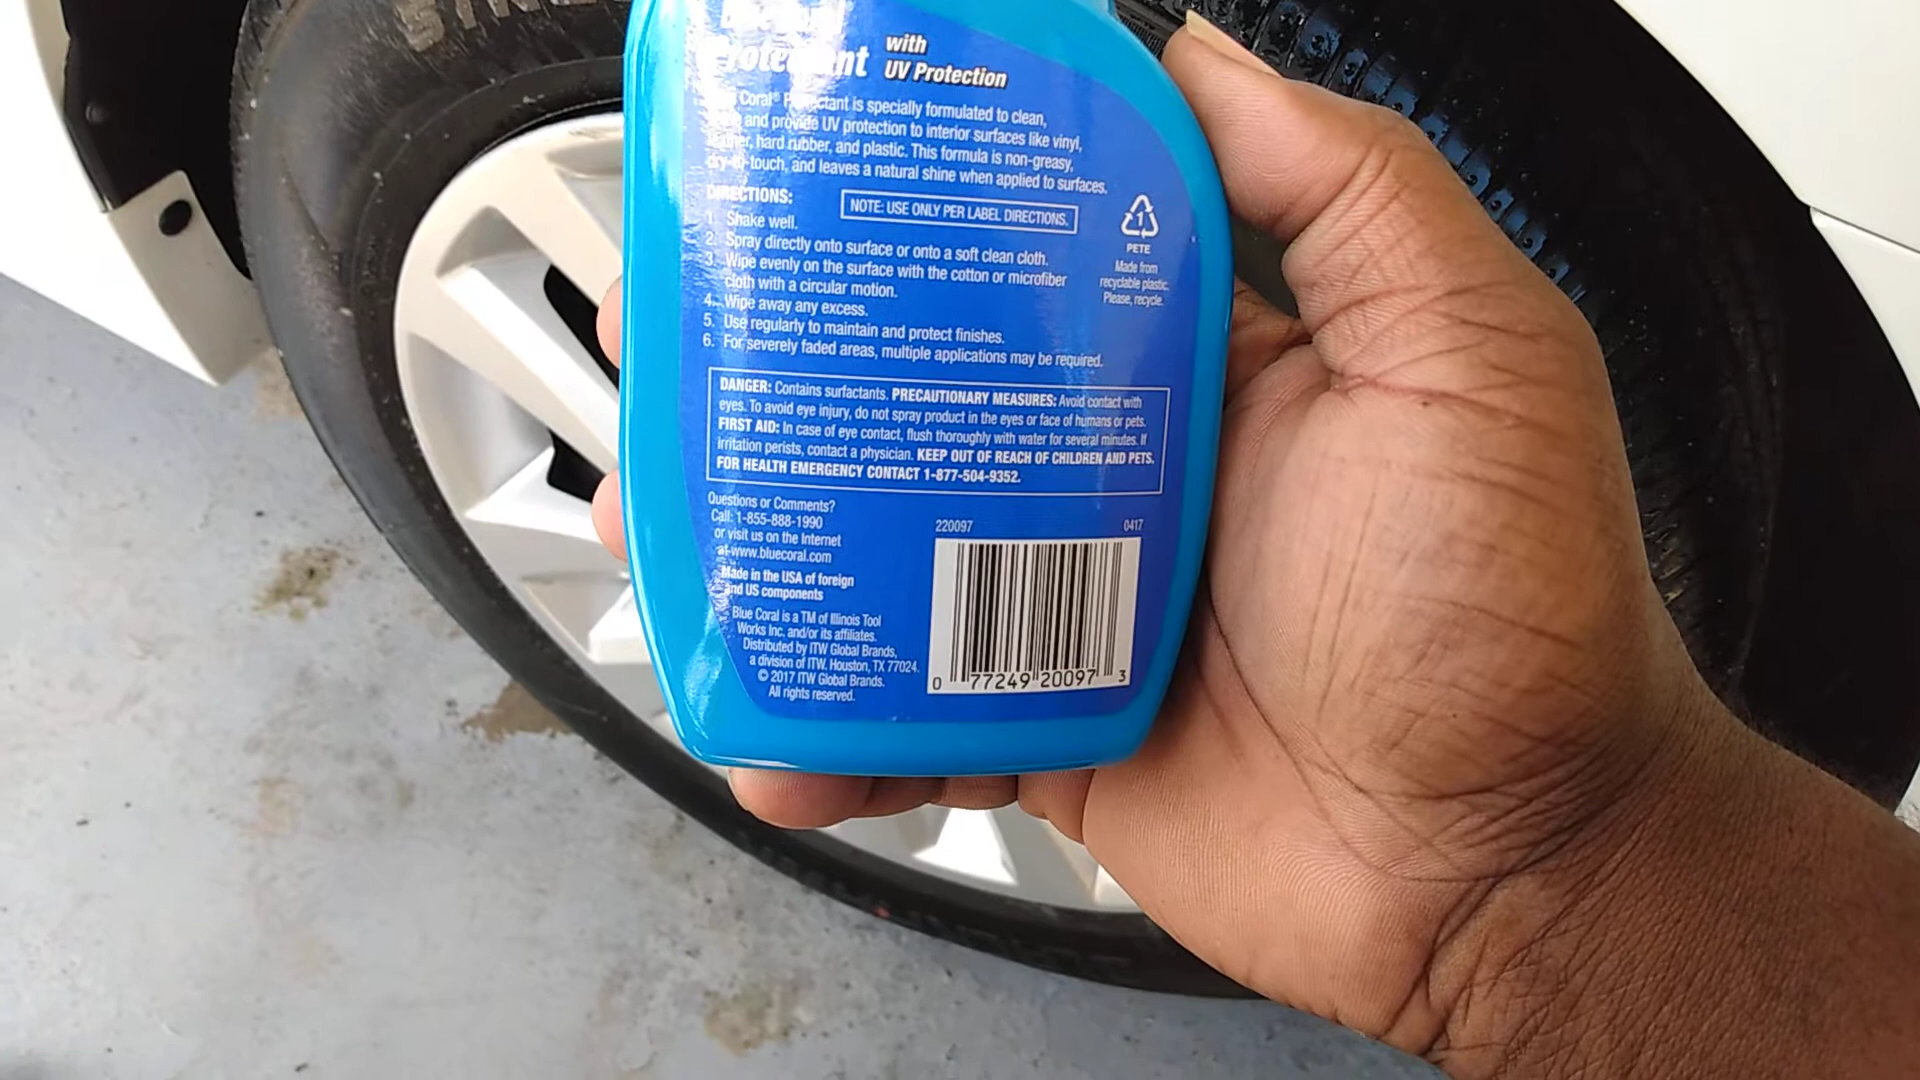 Protectant with
UV Protection
Coral® Protectant is specially formulated to clean,
and provide UV protection to interior surfaces like vinyl,
leather, hard rubber, and plastic. This formula is non-greasy,
dry-to-touch, and leaves a natural shine when applied to surfaces.
DIRECTIONS:
NOTE: USE ONLY PER LABEL DIRECTIONS.
1. Shake well.
2. Spray directly onto surface or onto a soft clean cloth.
3. Wipe evenly on the surface with the cotton or microfiber
cloth with a circular motion.
4. Wipe away any excess.
5. Use regularly to maintain and protect finishes.
6. For severely faded areas, multiple applications may be required.
1
PETE
Made from
recyclable plastic.
Please, recycle.
DANGER: Contains surfactants. PRECAUTIONARY MEASURES: Avoid contact with
eyes. To avoid eye injury, do not spray product in the eyes or face of humans or pets.
FIRST AID: In case of eye contact, flush thoroughly with water for several minutes. If
irritation perists, contact a physician. KEEP OUT OF REACH OF CHILDREN AND PETS.
FOR HEALTH EMERGENCY CONTACT 1-877-504-9352.
Questions or Comments?
Call: 1-855-888-1990
or visit us on the Internet
at www.bluecoral.com
Made in the USA of foreign
and US components
Blue Coral is a TM of Illinois Tool
Works Inc. and/or its affiliates.
Distributed by ITW Global Brands,
a division of ITW. Houston, TX 77024.
© 2017 ITW Global Brands.
All rights reserved.
220097 0417
0 77249 20097 3